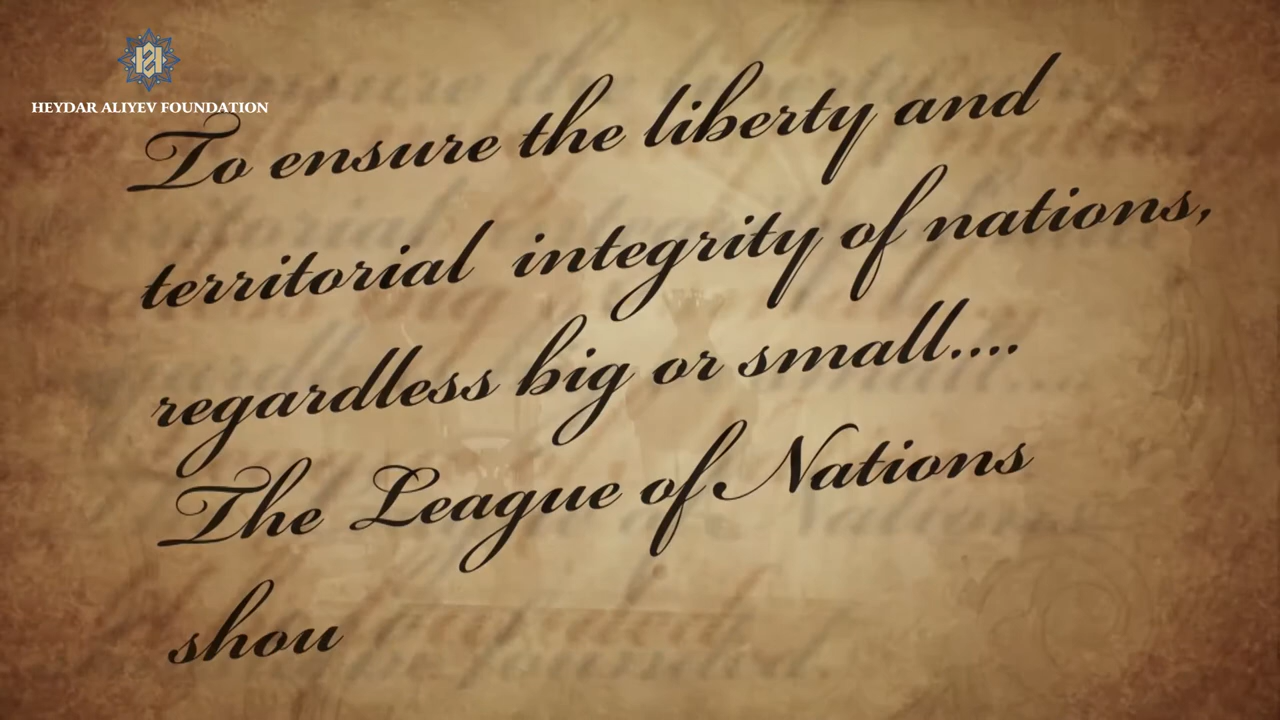 HEYDAR ALIYEV FOUNDATION
To ensure the liberty and
territorial integrity of nations,
regardless big or small....
The League of Nations
shou